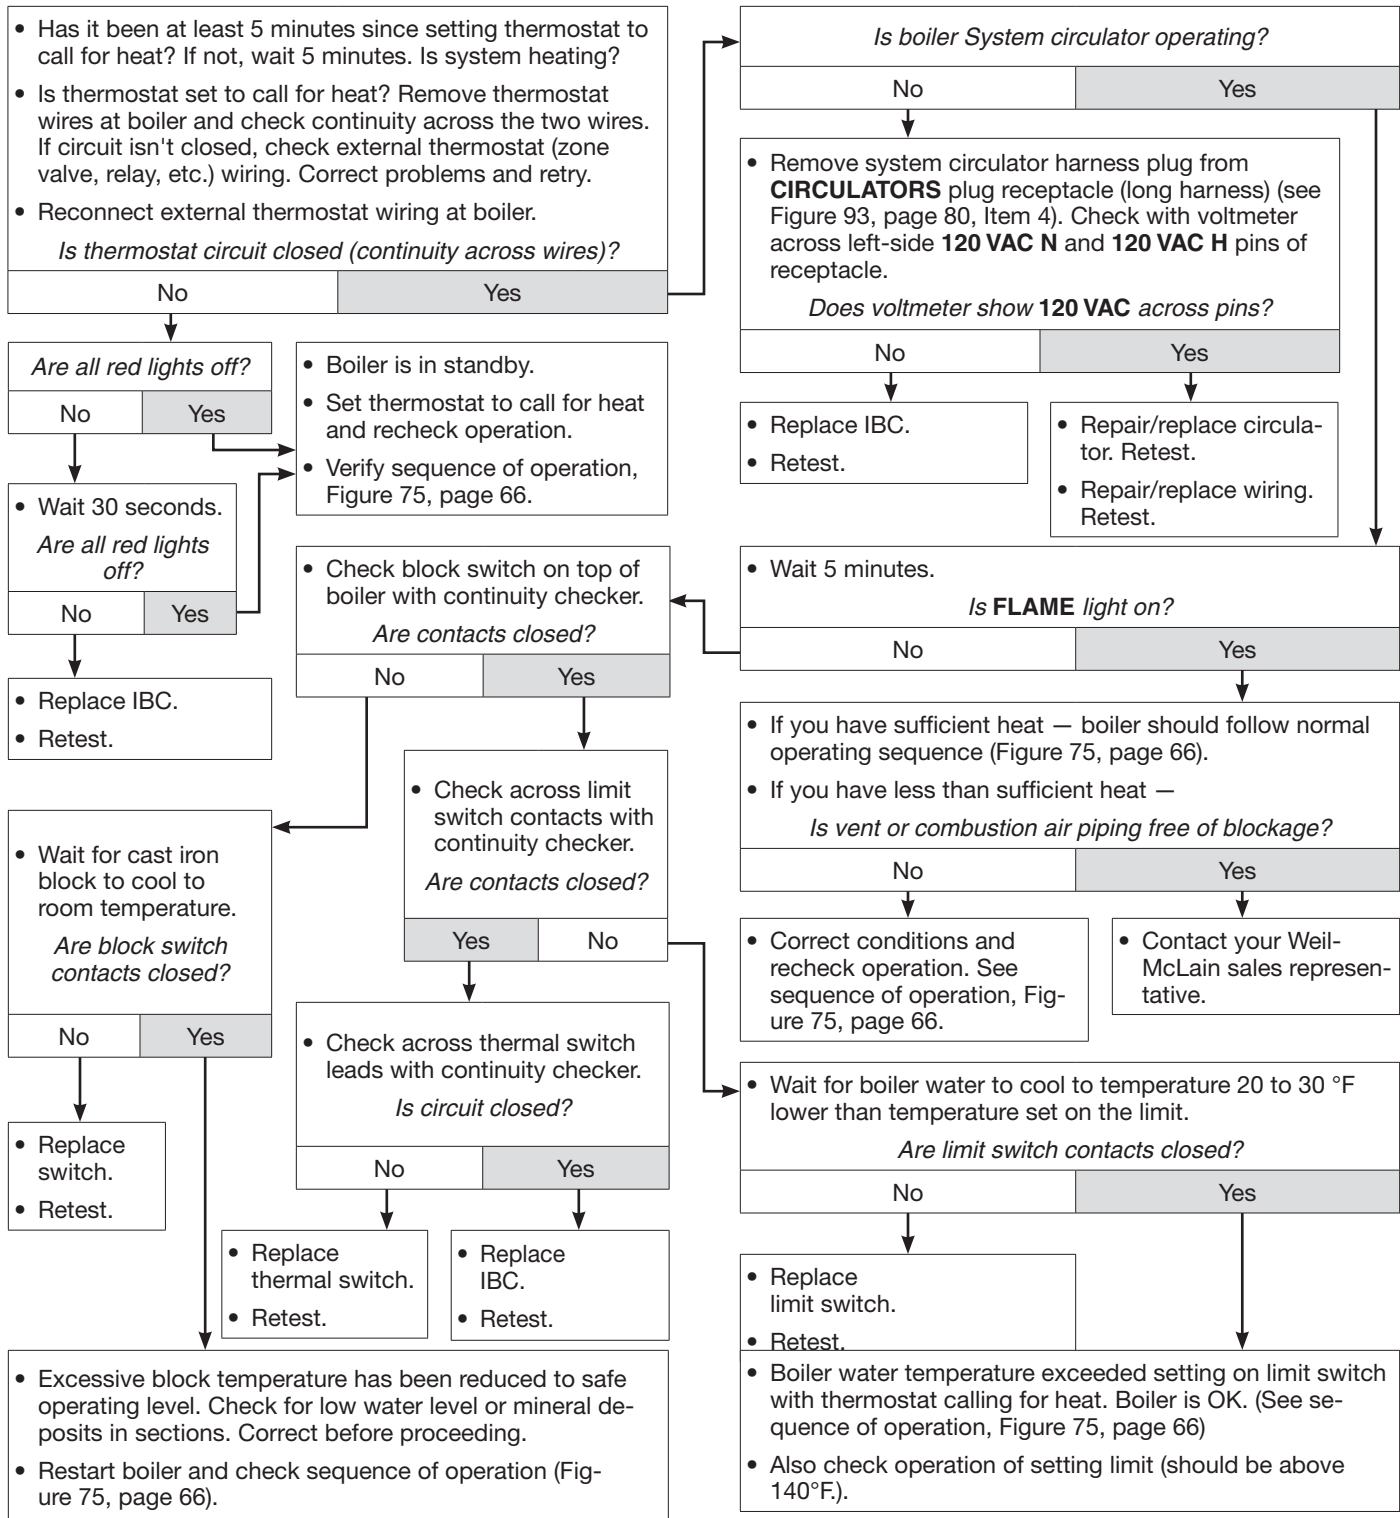 • Has it been at least 5 minutes since setting thermostat to
call for heat? If not, wait 5 minutes. Is system heating?
• Is thermostat set to call for heat? Remove thermostat
wires at boiler and check continuity across the two wires.
If circuit isn't closed, check external thermostat (zone
valve, relay, etc.) wiring. Correct problems and retry.
• Reconnect external thermostat wiring at boiler.
Is thermostat circuit closed (continuity across wires)?
No Yes
Is boiler System circulator operating?
No Yes
• Remove system circulator harness plug from
CIRCULATORS plug receptacle (long harness) (see
Figure 93, page 80, Item 4). Check with voltmeter
across left-side 120 VAC N and 120 VAC H pins of
receptacle.
Does voltmeter show 120 VAC across pins?
No Yes
• Replace IBC.
• Retest.
• Repair/replace circula-
tor. Retest.
• Repair/replace wiring.
Retest.
Are all red lights off?
No Yes
• Boiler is in standby.
• Set thermostat to call for heat
and recheck operation.
• Verify sequence of operation,
Figure 75, page 66.
• Wait 30 seconds.
Are all red lights
off?
No Yes
• Replace IBC.
• Retest.
• Wait 5 minutes.
Is FLAME light on?
No Yes
• Check block switch on top of
boiler with continuity checker.
Are contacts closed?
No Yes
• If you have sufficient heat — boiler should follow normal
operating sequence (Figure 75, page 66).
• If you have less than sufficient heat —
Is vent or combustion air piping free of blockage?
No Yes
• Correct conditions and
recheck operation. See
sequence of operation, Fig-
ure 75, page 66.
• Contact your Weil-
McLain sales represen-
tative.
• Check across limit
switch contacts with
continuity checker.
Are contacts closed?
Yes No
• Wait for cast iron
block to cool to
room temperature.
Are block switch
contacts closed?
No Yes
• Replace
switch.
• Retest.
• Check across thermal switch
leads with continuity checker.
Is circuit closed?
No Yes
• Replace
thermal switch.
• Retest.
• Replace
IBC.
• Retest.
• Wait for boiler water to cool to temperature 20 to 30 °F
lower than temperature set on the limit.
Are limit switch contacts closed?
No Yes
• Replace
limit switch.
• Retest.
• Excessive block temperature has been reduced to safe
operating level. Check for low water level or mineral de-
posits in sections. Correct before proceeding.
• Restart boiler and check sequence of operation (Fig-
ure 75, page 66).
• Boiler water temperature exceeded setting on limit switch
with thermostat calling for heat. Boiler is OK. (See se-
quence of operation, Figure 75, page 66)
• Also check operation of setting limit (should be above
140°F.).